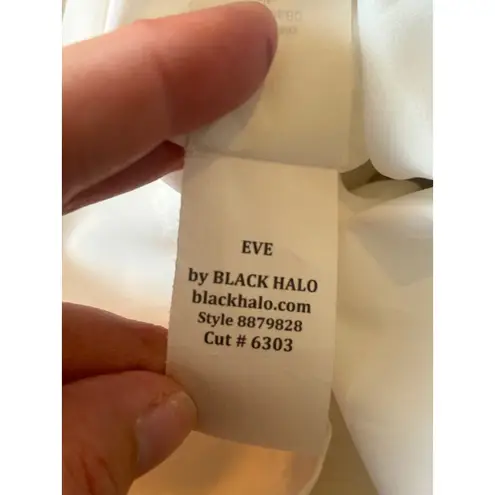 EVE
by BLACK HALO
blackhalo.com
Style 8879828
Cut # 6303